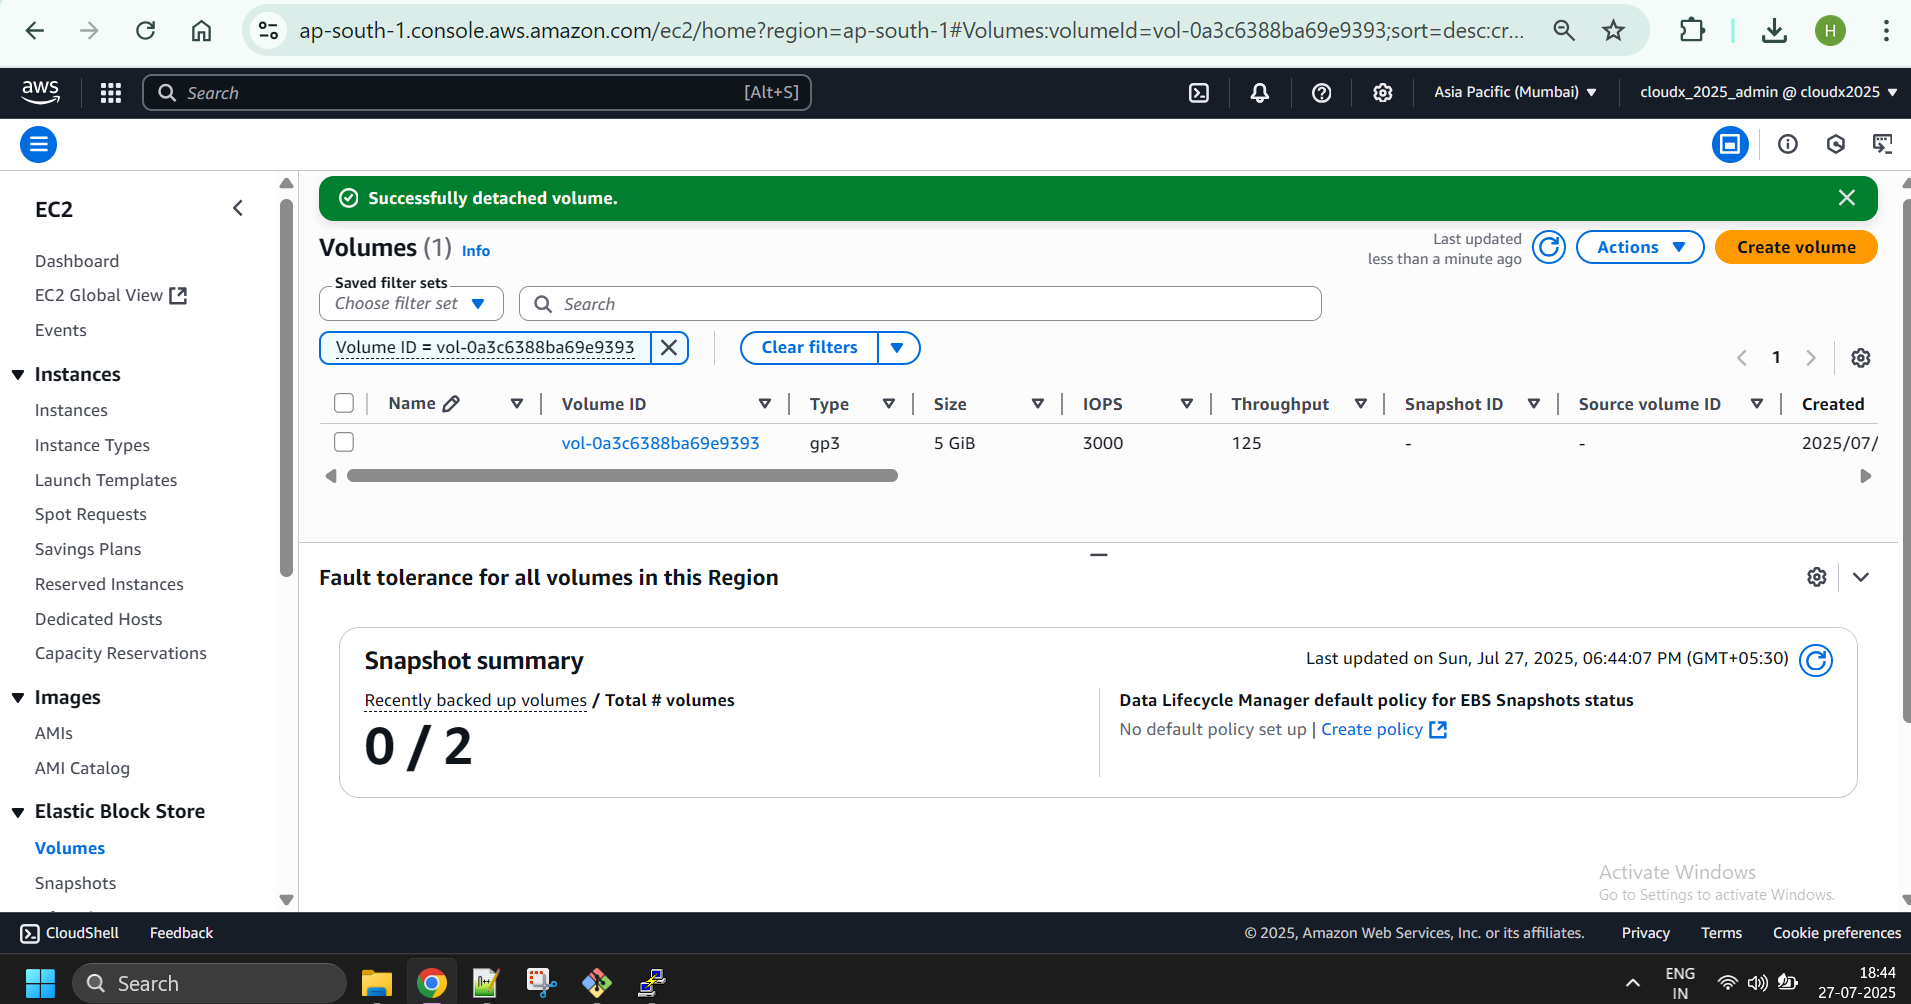 ap-south-1.console.aws.amazon.com/ec2/home?region=ap-south-1#Volumes:volumeId=vol-0a3c6388ba69e9393;sort=desc:cr...
H
aws
Search
[Alt+S]
Asia Pacific (Mumbai)
cloudx_2025_admin @ cloudx2025
EC2
Dashboard
EC2 Global View
Events
Instances
Instances
Instance Types
Launch Templates
Spot Requests
Savings Plans
Reserved Instances
Dedicated Hosts
Capacity Reservations
Images
AMIs
AMI Catalog
Elastic Block Store
Volumes
Snapshots
Successfully detached volume.
Volumes (1) Info
Last updated
less than a minute ago
Actions
Create volume
Saved filter sets
Choose filter set
Search
Volume ID = vol-0a3c6388ba69e9393
Clear filters
1
Name Volume ID Type Size IOPS Throughput Snapshot ID Source volume ID Created
vol-0a3c6388ba69e9393 gp3 5 GiB 3000 125 - - 2025/07/
Fault tolerance for all volumes in this Region
Snapshot summary
Last updated on Sun, Jul 27, 2025, 06:44:07 PM (GMT+05:30)
Recently backed up volumes / Total # volumes
0 / 2
Data Lifecycle Manager default policy for EBS Snapshots status
No default policy set up | Create policy
Activate Windows
Go to Settings to activate Windows.
CloudShell
Feedback
© 2025, Amazon Web Services, Inc. or its affiliates.
Privacy
Terms
Cookie preferences
Search
ENG
IN
18:44
27-07-2025